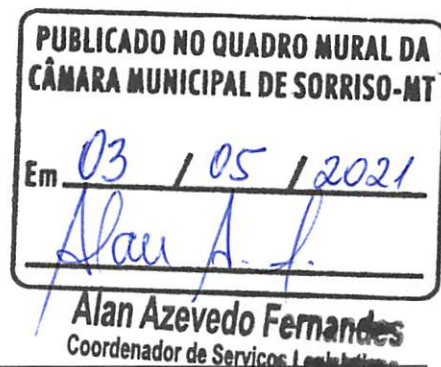 PUBLICADO NO QUADRO MURAL DA
CÂMARA MUNICIPAL DE SORRISO-MT
Em 03 / 05 / 2021
Alan A. f.
Alan Azevedo Fernandes
Coordenador de Serviços